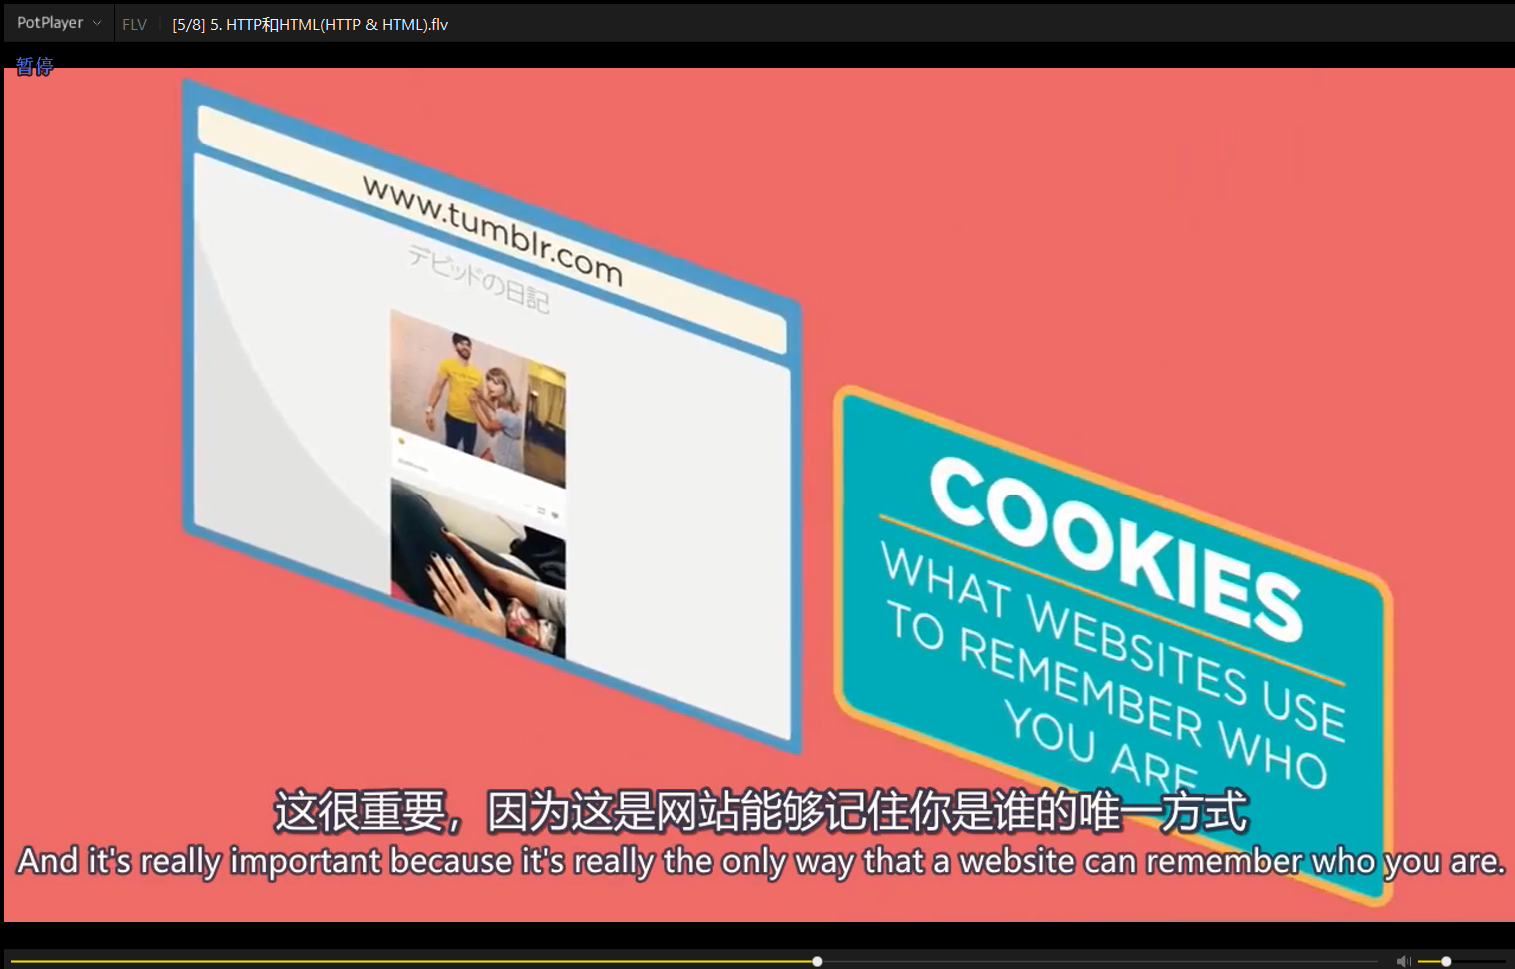 PotPlayer
FLV
[5/8] 5. HTTP和HTML(HTTP & HTML).flv
暂停
www.tumblr.com
デビッドの日記
COOKIES
WHAT WEBSITES USE
TO REMEMBER WHO
YOU ARE
这很重要，因为这是网站能够记住你是谁的唯一方式
And it's really important because it's really the only way that a website can remember who you are.